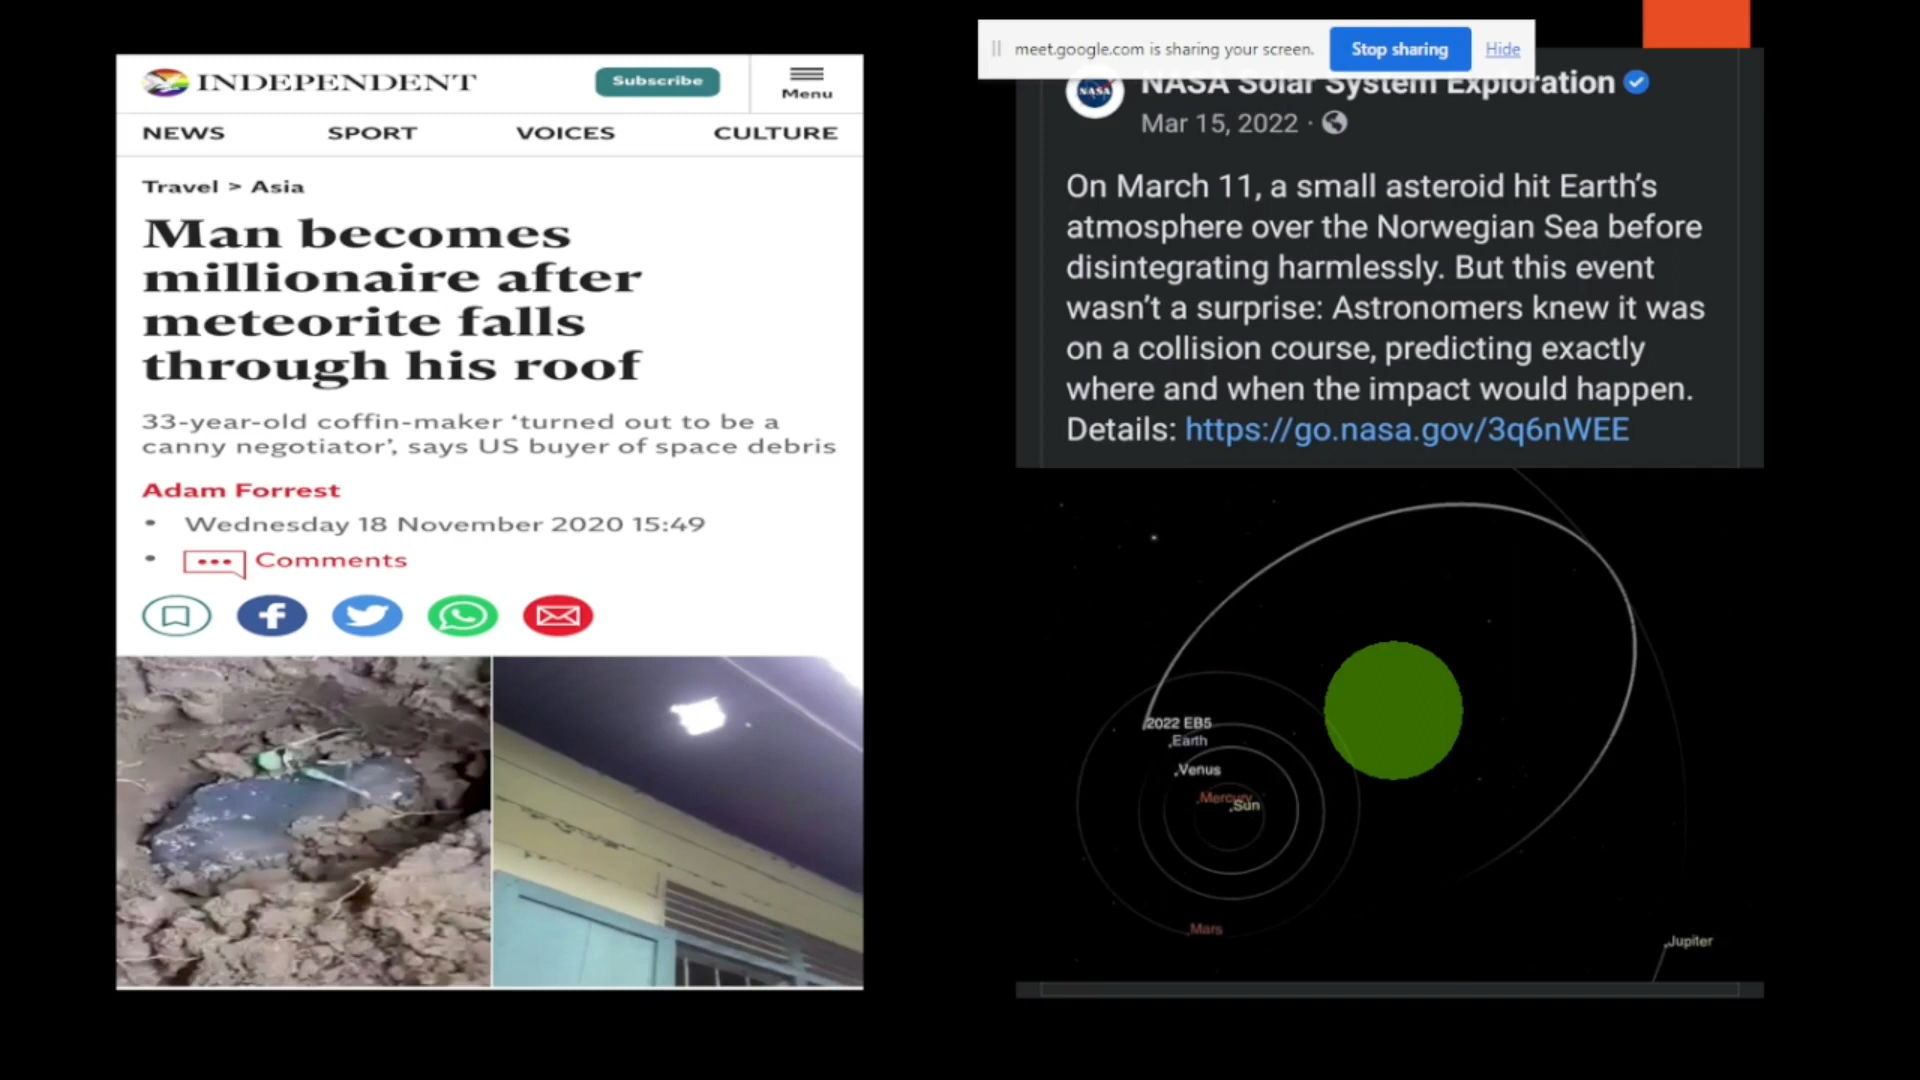 INDEPENDENT
Subscribe
Menu
NEWS SPORT VOICES CULTURE
Travel > Asia
Man becomes
millionaire after
meteorite falls
through his roof
33-year-old coffin-maker ‘turned out to be a
canny negotiator’, says US buyer of space debris
Adam Forrest
• Wednesday 18 November 2020 15:49
• Comments
meet.google.com is sharing your screen. Stop sharing Hide
NASA
NASA Solar System Exploration
Mar 15, 2022 ·
On March 11, a small asteroid hit Earth’s
atmosphere over the Norwegian Sea before
disintegrating harmlessly. But this event
wasn’t a surprise: Astronomers knew it was
on a collision course, predicting exactly
where and when the impact would happen.
Details: https://go.nasa.gov/3q6nWEE
2022 EB5
Earth
Venus
Mercury
Sun
Mars
Jupiter